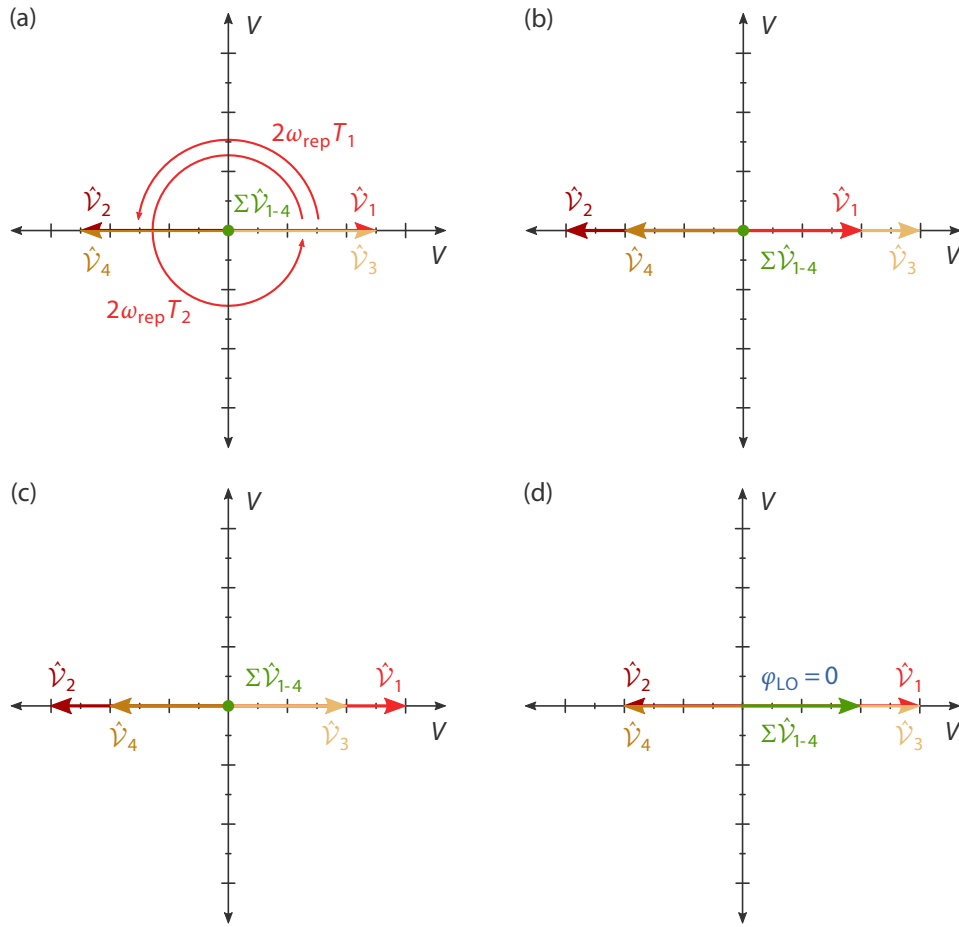 (a)
V
2ω_rep T_1
V̂_2
ΣV̂_1-4
V̂_1
V
V̂_4
V̂_3
2ω_rep T_2
(b)
V
V̂_2
V̂_1
V
V̂_4
ΣV̂_1-4
V̂_3
(c)
V
V̂_2
ΣV̂_1-4
V̂_1
V
V̂_4
V̂_3
(d)
V
V̂_2
φ_LO = 0
V̂_1
V
V̂_4
ΣV̂_1-4
V̂_3